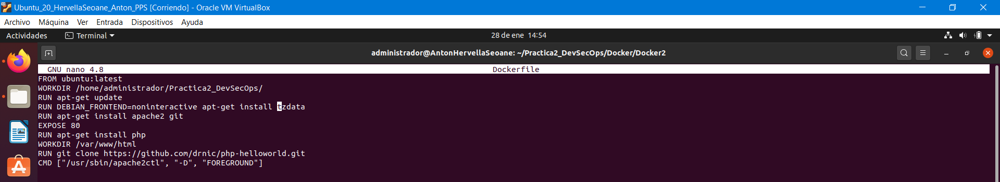 Ubuntu_20_HervellaSeoane_Anton_PPS [Corriendo] - Oracle VM VirtualBox
Archivo Máquina Ver Entrada Dispositivos Ayuda
Actividades Terminal 28 de ene 14:54
administrador@AntonHervellaSeoane: ~/Practica2_DevSecOps/Docker/Docker2
GNU nano 4.8 Dockerfile
FROM ubuntu:latest
WORKDIR /home/administrador/Practica2_DevSecOps/
RUN apt-get update
RUN DEBIAN_FRONTEND=noninteractive apt-get install tzdata
RUN apt-get install apache2 git
EXPOSE 80
RUN apt-get install php
WORKDIR /var/www/html
RUN git clone https://github.com/drnic/php-helloworld.git
CMD ["/usr/sbin/apache2ctl", "-D", "FOREGROUND"]